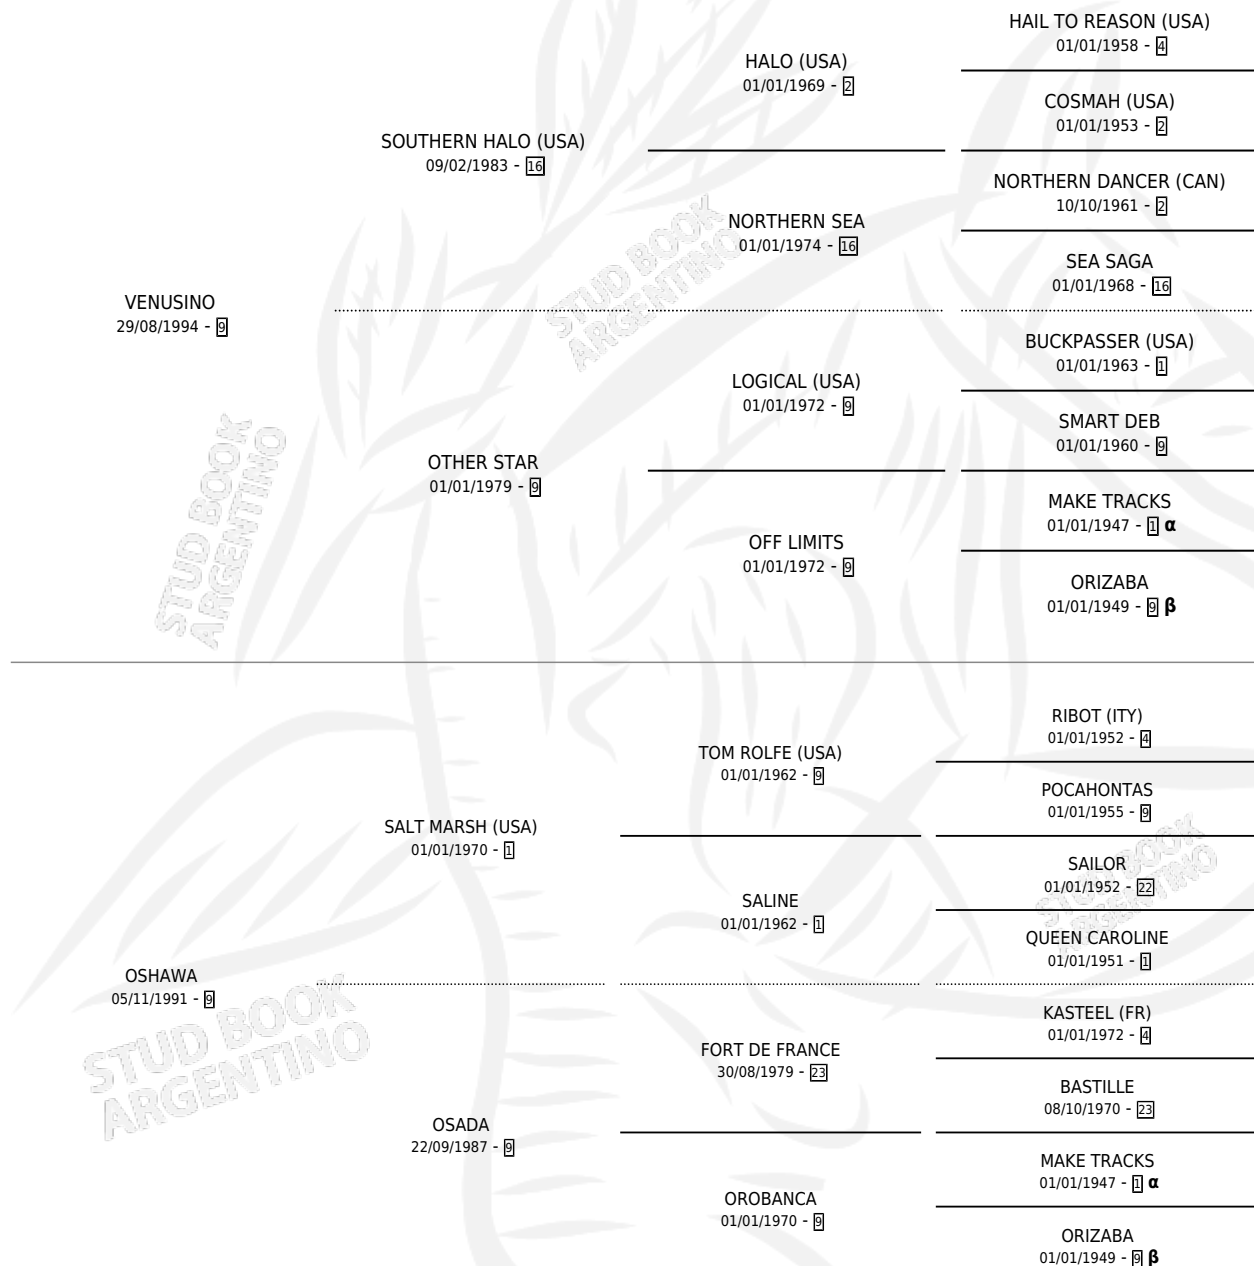 HAIL TO REASON (USA)
01/01/1958 - 4
HALO (USA)
01/01/1969 - 2
COSMAH (USA)
01/01/1953 - 2
SOUTHERN HALO (USA)
09/02/1983 - 16
NORTHERN DANCER (CAN)
10/10/1961 - 2
NORTHERN SEA
01/01/1974 - 16
SEA SAGA
01/01/1968 - 16
STUD BOOK
ARGENTINO
VENUSINO
29/08/1994 - 9
BUCKPASSER (USA)
01/01/1963 - 1
LOGICAL (USA)
01/01/1972 - 9
SMART DEB
01/01/1960 - 9
STUD BOOK
ARGENTINO
OTHER STAR
01/01/1979 - 9
MAKE TRACKS
01/01/1947 - 1 α
OFF LIMITS
01/01/1972 - 9
ORIZABA
01/01/1949 - 9 β
RIBOT (ITY)
01/01/1952 - 4
TOM ROLFE (USA)
01/01/1962 - 9
POCAHONTAS
01/01/1955 - 9
SALT MARSH (USA)
01/01/1970 - 1
SAILOR
01/01/1952 - 22
STUD BOOK
ARGENTINO
SALINE
01/01/1962 - 1
QUEEN CAROLINE
01/01/1951 - 1
OSHAWA
05/11/1991 - 9
STUD BOOK
ARGENTINO
KASTEEL (FR)
01/01/1972 - 4
FORT DE FRANCE
30/08/1979 - 23
BASTILLE
08/10/1970 - 23
OSADA
22/09/1987 - 9
MAKE TRACKS
01/01/1947 - 1 α
OROBANCA
01/01/1970 - 9
ORIZABA
01/01/1949 - 9 β